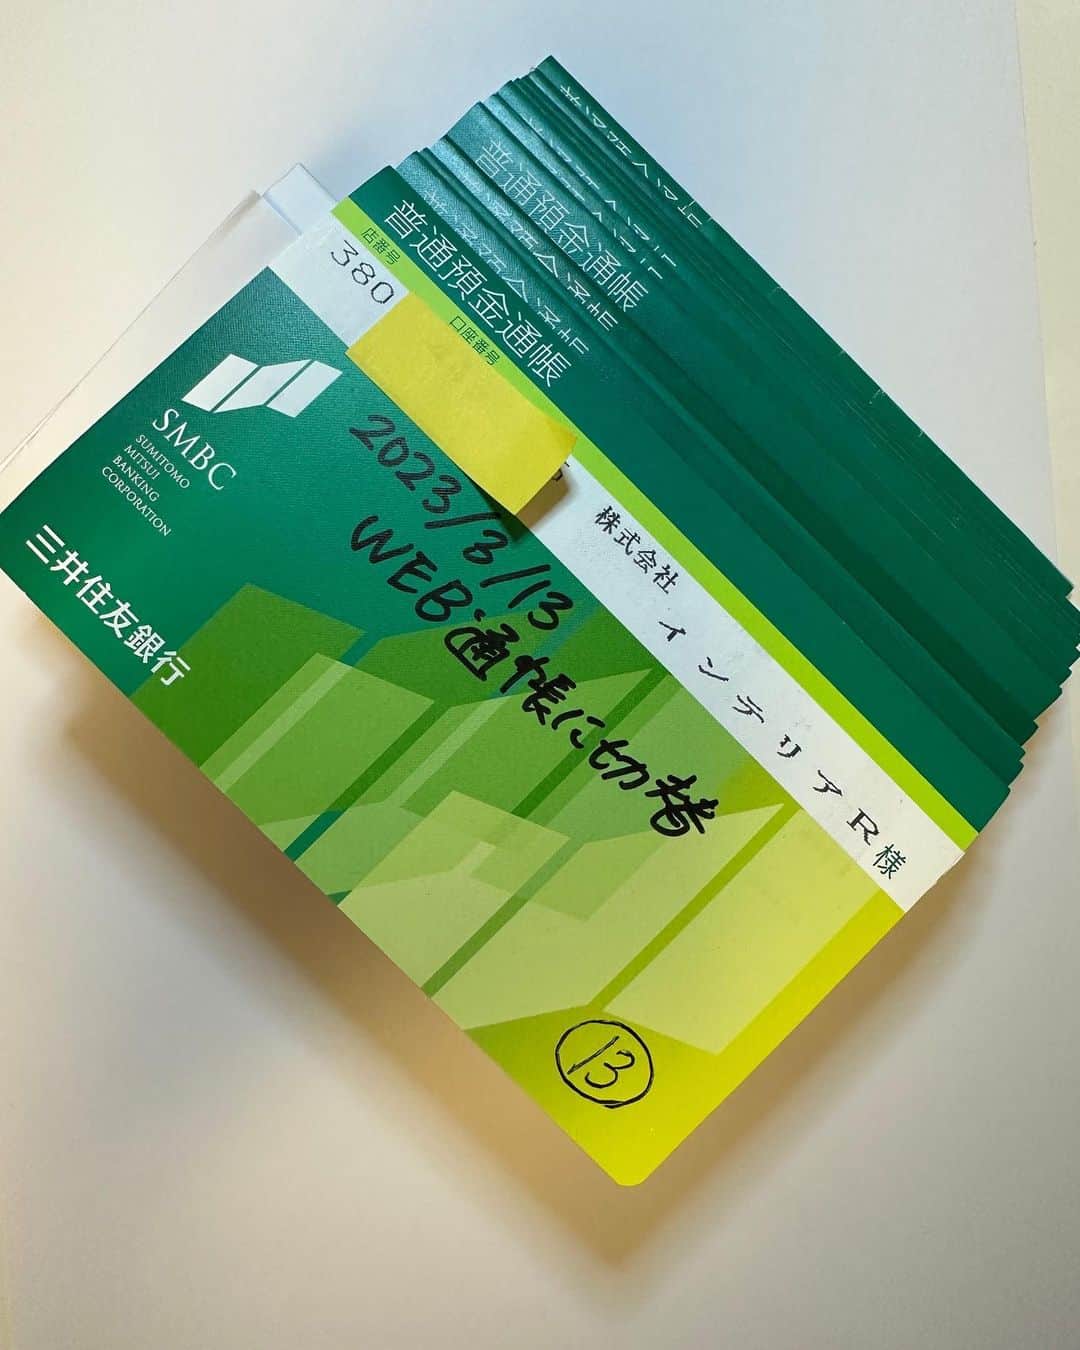 普通預金通帳
普通預金通帳
店番号
380
口座番号
株式会社 インテリアR様
SMBC
SUMITOMO
MITSUI
BANKING
CORPORATION
三井住友銀行
2023/3/13
WEB通帳に切替
13